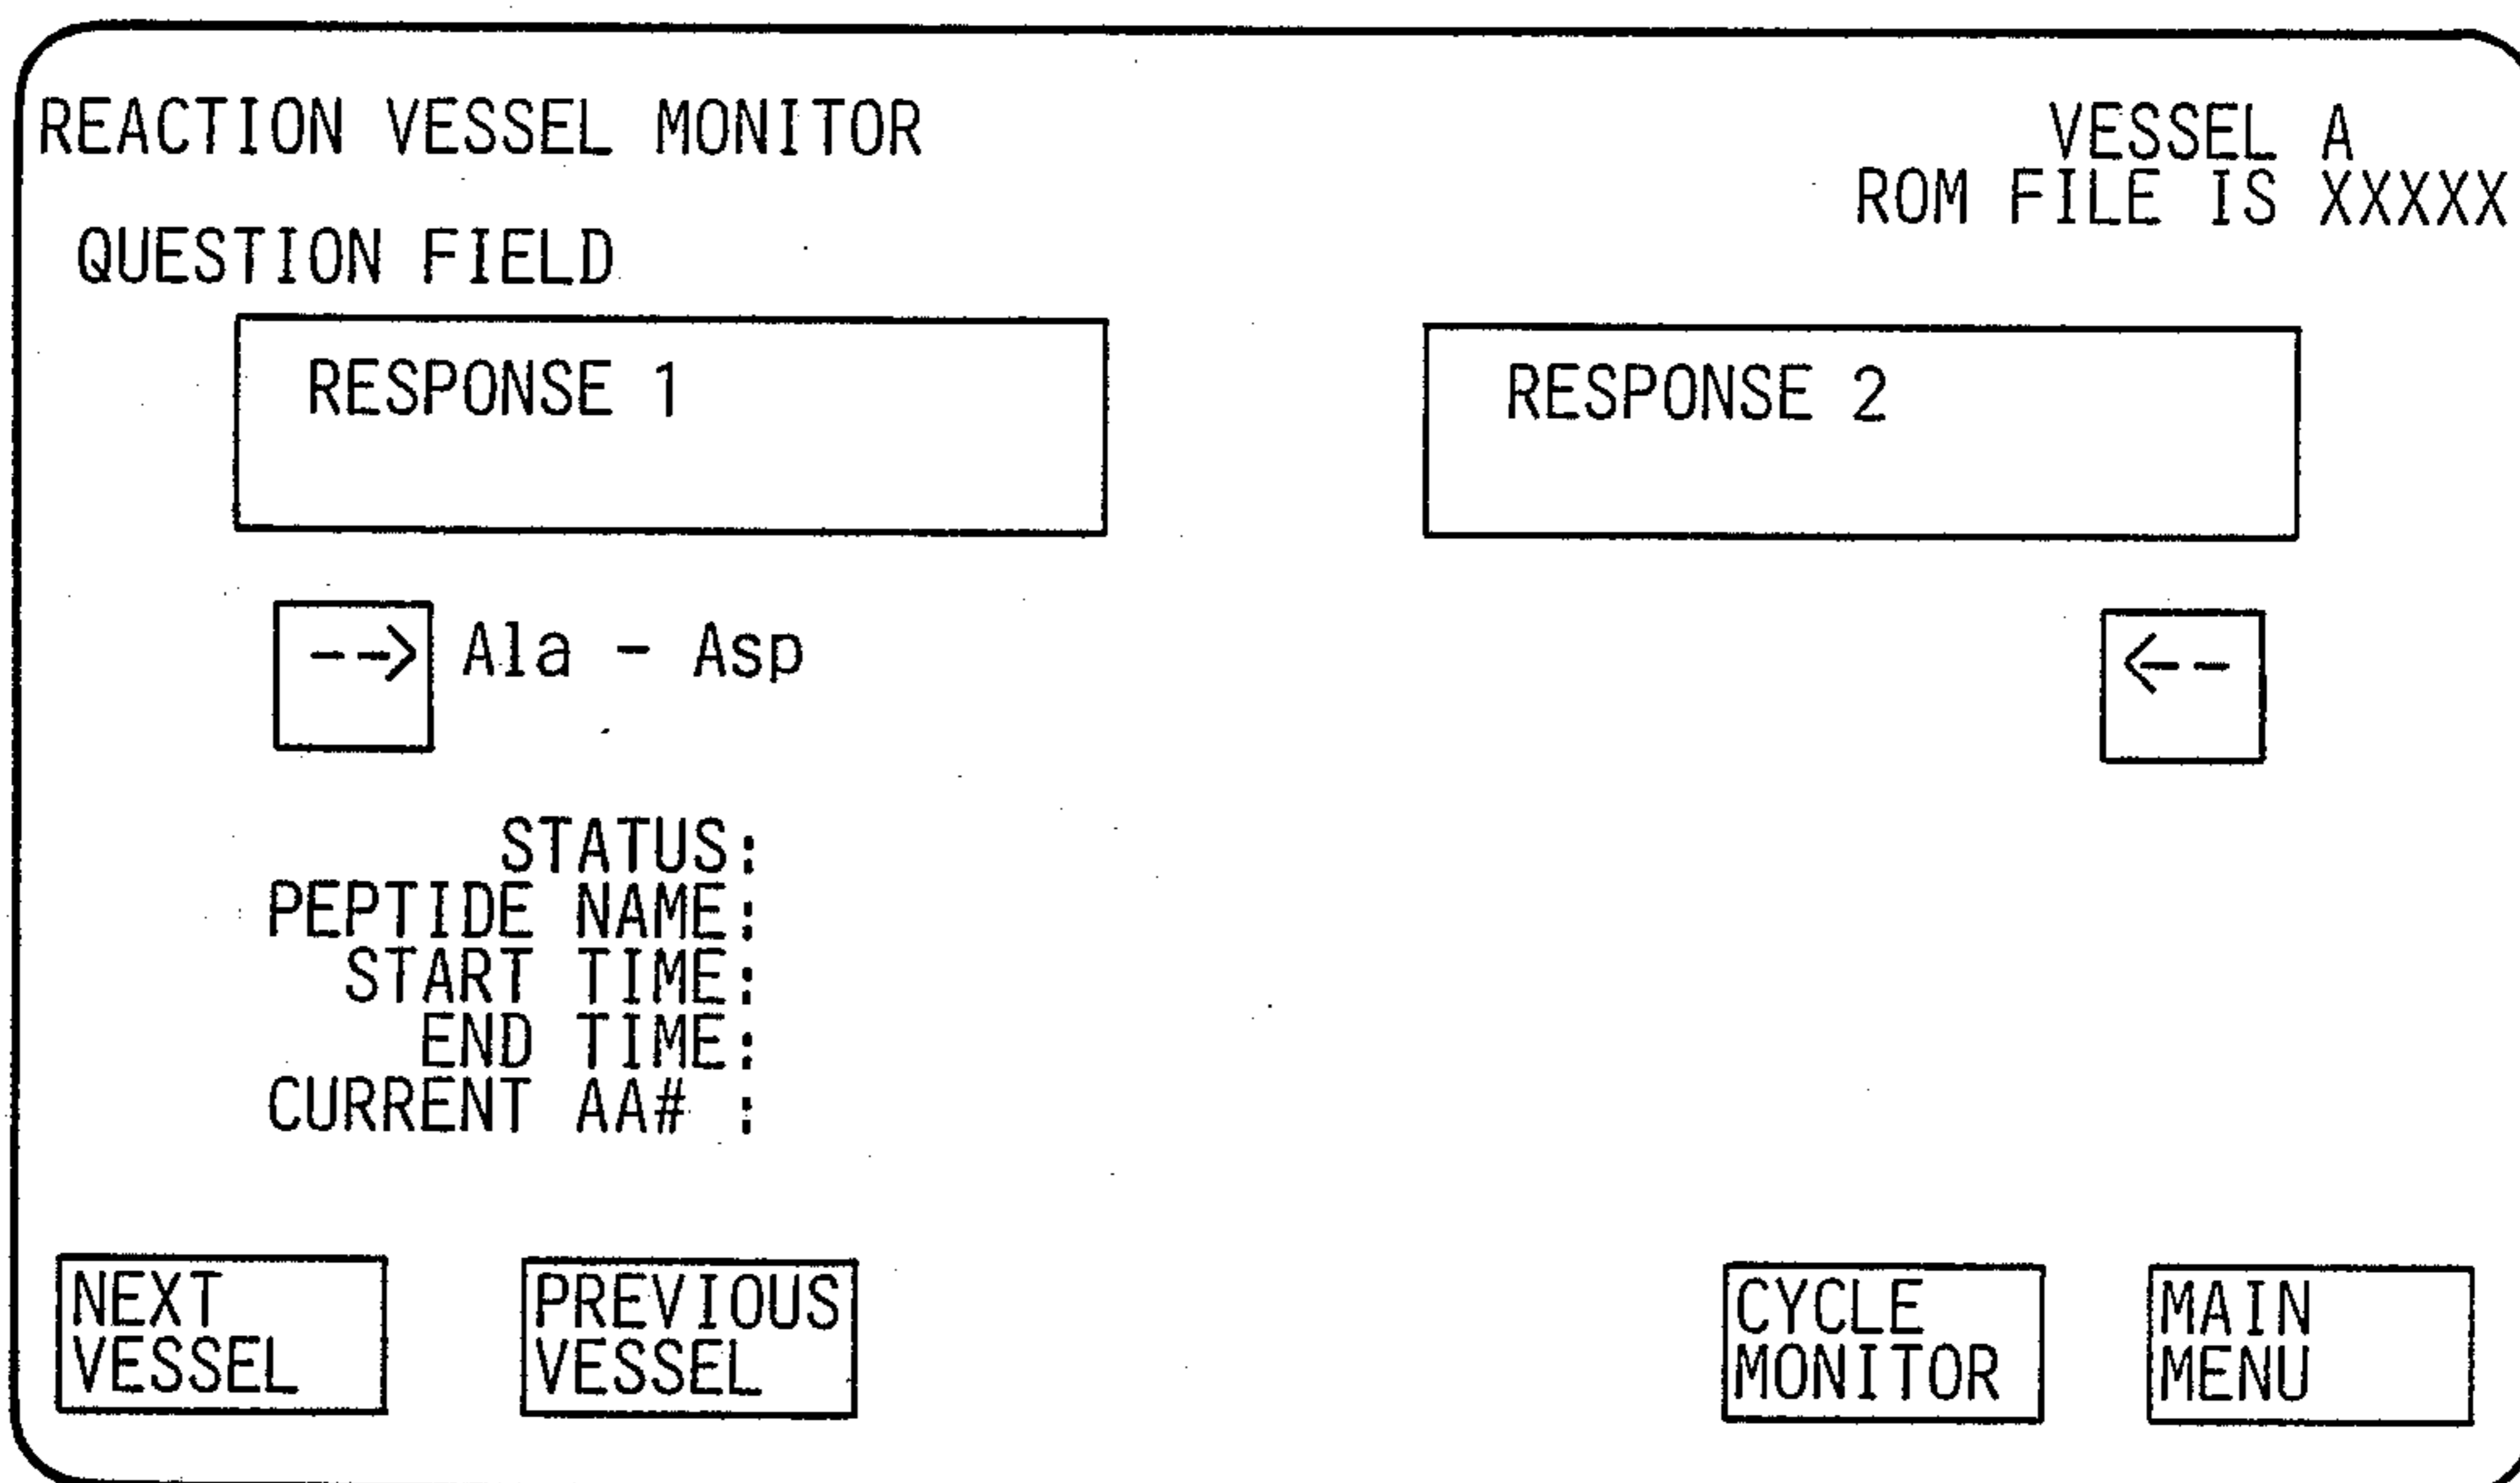 REACTION VESSEL MONITOR
VESSEL A
ROM FILE IS XXXXX
QUESTION FIELD
RESPONSE 1
RESPONSE 2
--> Ala - Asp
<--
STATUS:
PEPTIDE NAME:
START TIME:
END TIME:
CURRENT AA# :
NEXT
VESSEL
PREVIOUS
VESSEL
CYCLE
MONITOR
MAIN
MENU